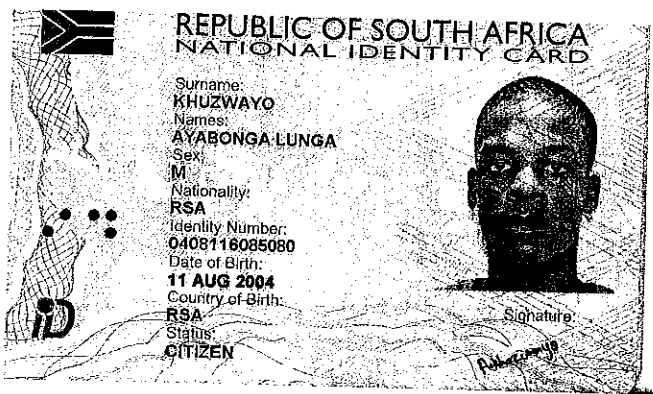 REPUBLIC OF SOUTH AFRICA
NATIONAL IDENTITY CARD
Surname:
KHUZWAYO
Names:
AYABONGA LUNGA
Sex:
M
Nationality:
RSA
Identity Number:
0408116085080
Date of Birth:
11 AUG 2004
Country of Birth:
RSA
Status:
CITIZEN
Signature:
iD